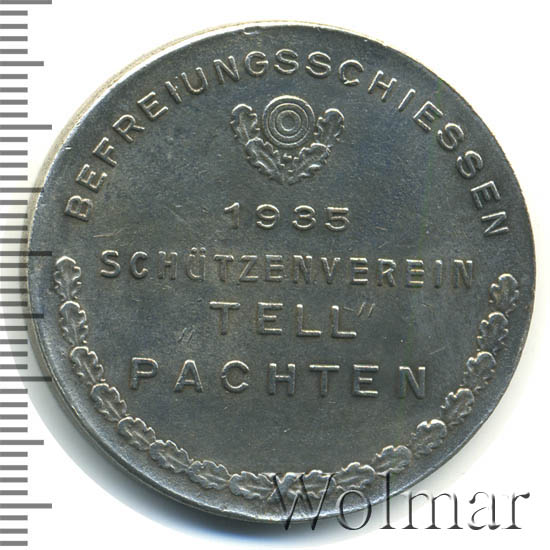 BEFREIUNGSSCHIESSEN
1935
SCHÜTZENVEREIN
„TELL"
PACHTEN
Wolmar